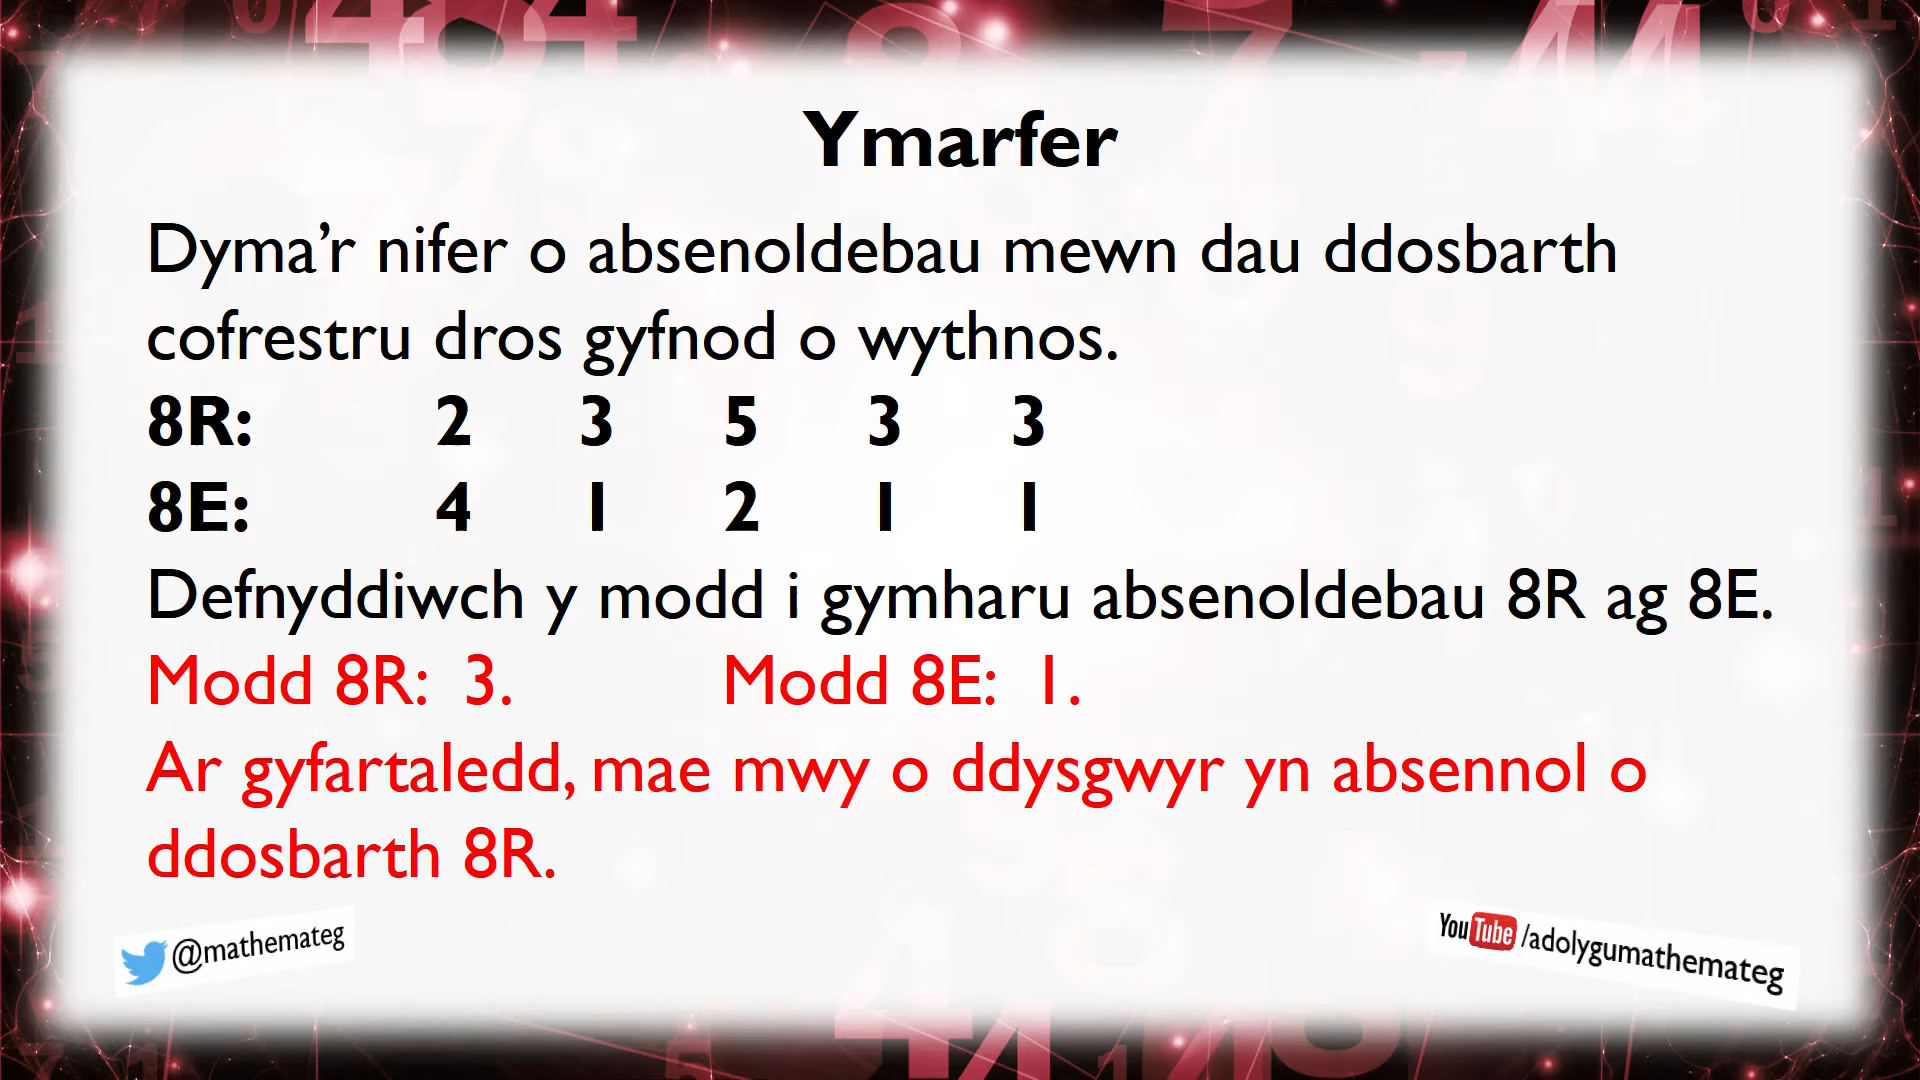 Ymarfer
Dyma’r nifer o absenoldebau mewn dau ddosbarth
cofrestru dros gyfnod o wythnos.
8R: 2 3 5 3 3
8E: 4 1 2 1 1
Defnyddiwch y modd i gymharu absenoldebau 8R ag 8E.
Modd 8R: 3. Modd 8E: 1.
Ar gyfartaledd, mae mwy o ddysgwyr yn absennol o
ddosbarth 8R.
@mathemateg
YouTube /adolygumathemateg